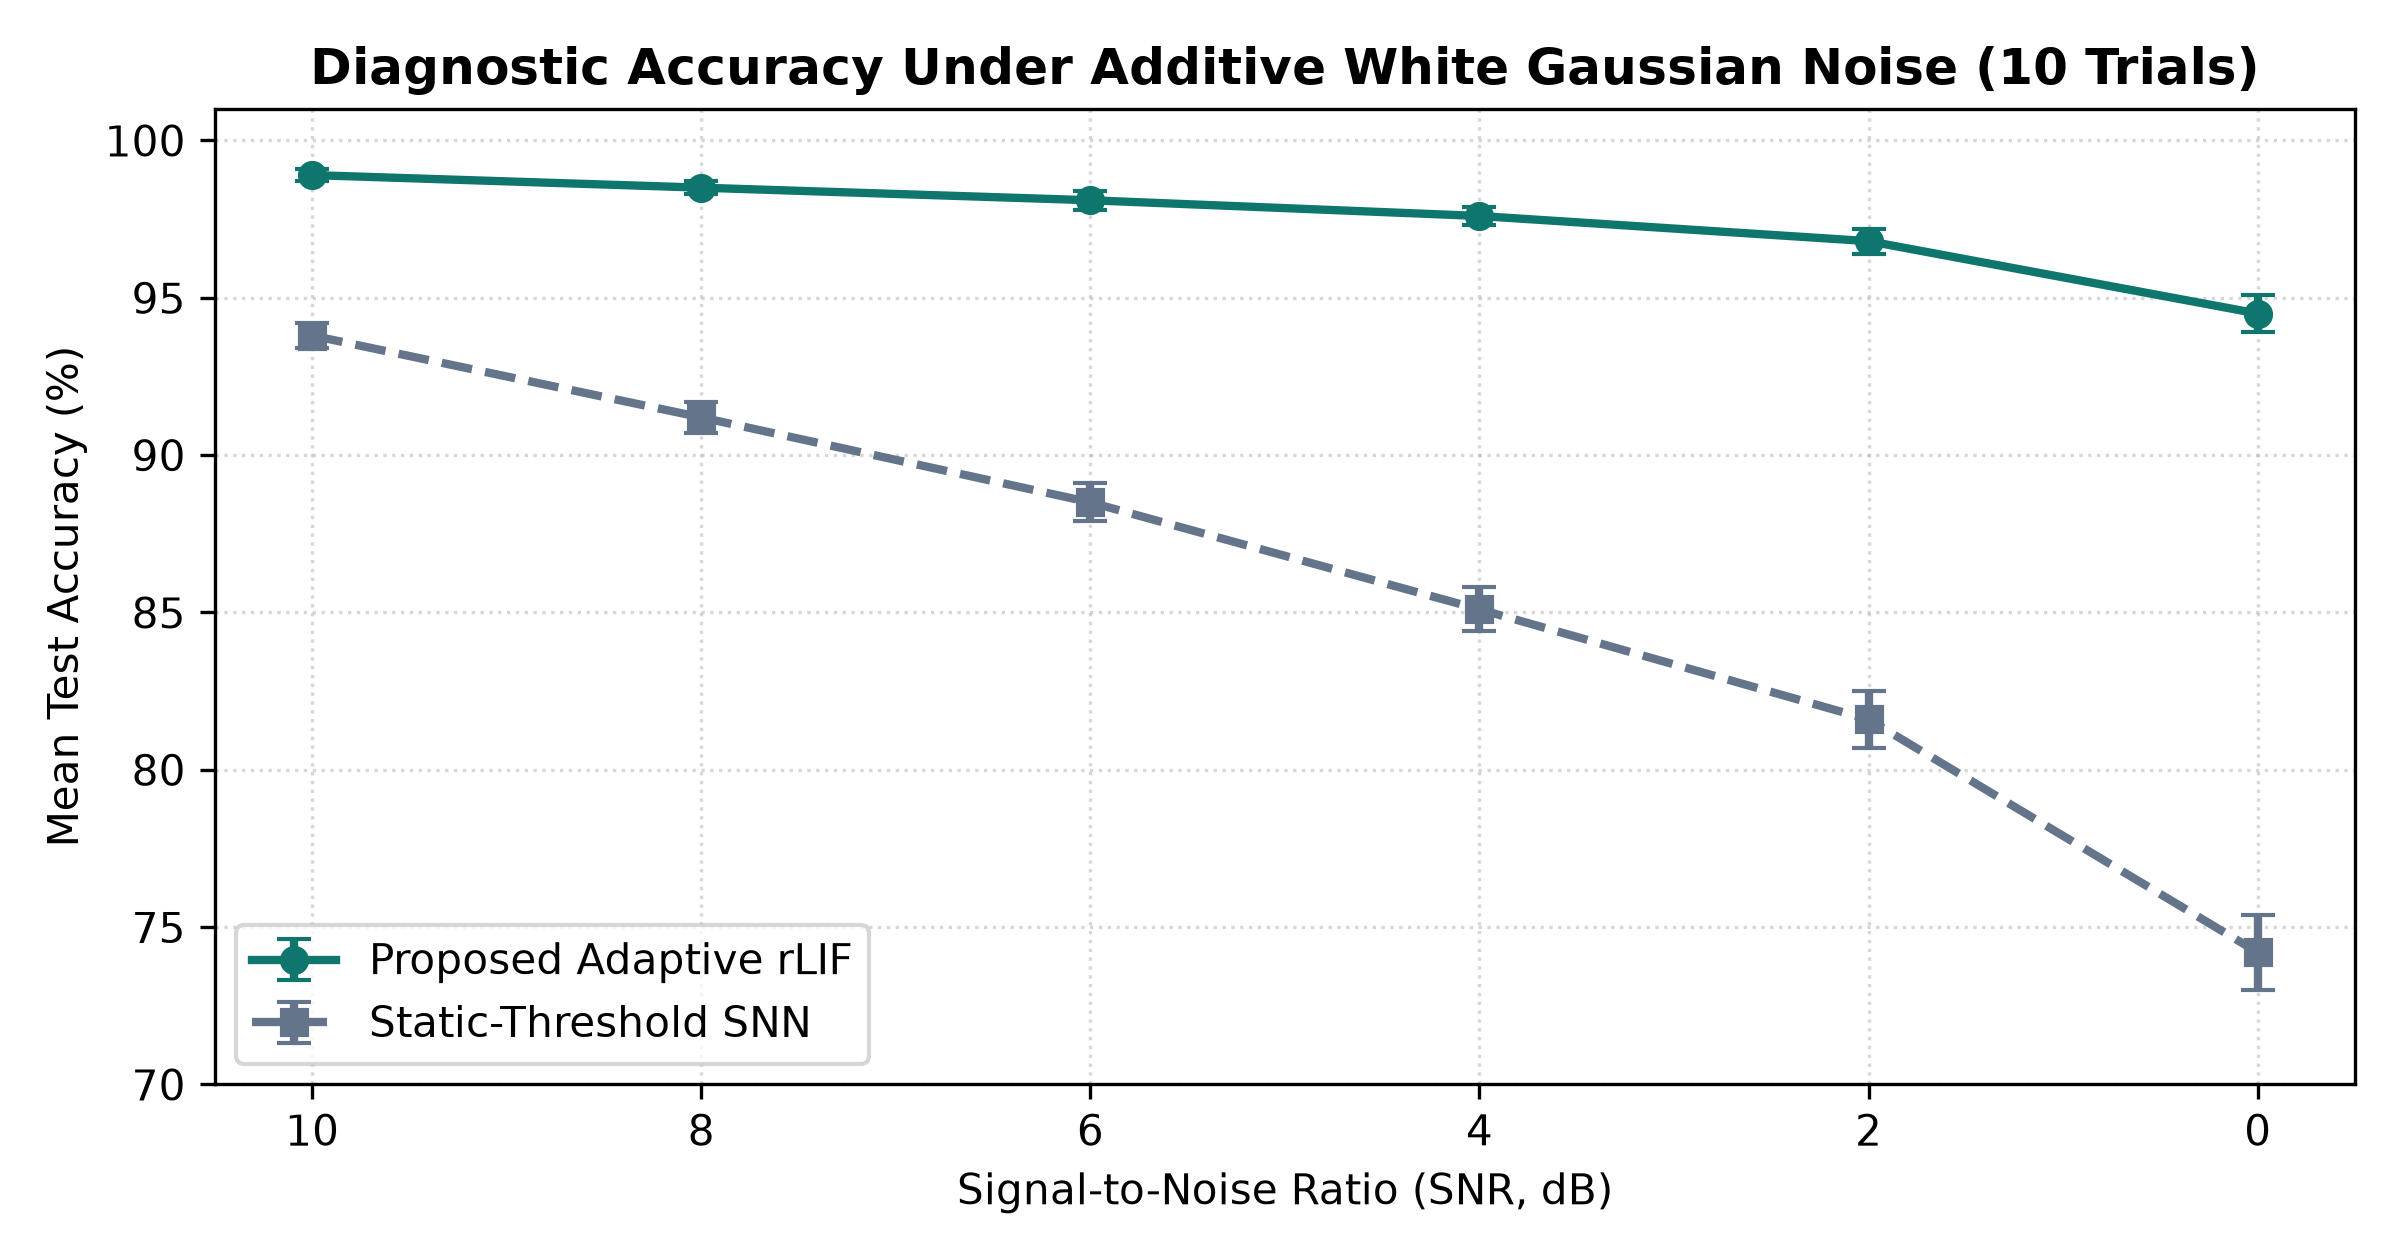 Diagnostic Accuracy Under Additive White Gaussian Noise (10 Trials)
Mean Test Accuracy (%)
100
95
90
85
80
75
70
Proposed Adaptive rLIF
Static-Threshold SNN
10 8 6 4 2 0
Signal-to-Noise Ratio (SNR, dB)